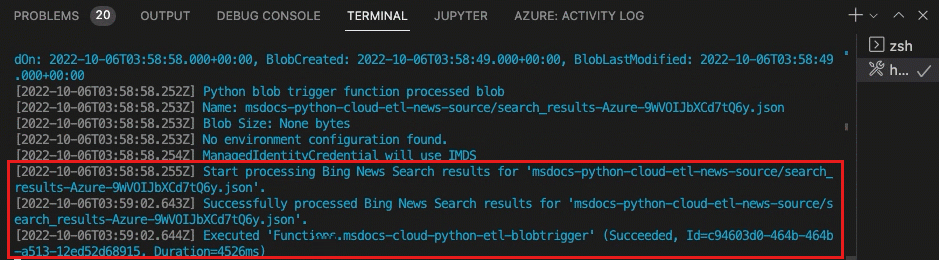 PROBLEMS 20 OUTPUT DEBUG CONSOLE TERMINAL JUPYTER AZURE: ACTIVITY LOG
zsh
h...
dOn: 2022-10-06T03:58:58.000+00:00, BlobCreated: 2022-10-06T03:58:49.000+00:00, BlobLastModified: 2022-10-06T03:58:49
.000+00:00
[2022-10-06T03:58:58.252Z] Python blob trigger function processed blob
[2022-10-06T03:58:58.253Z] Name: msdocs-python-cloud-etl-news-source/search_results-Azure-9WVOIJbXCd7tQ6y.json
[2022-10-06T03:58:58.253Z] Blob Size: None bytes
[2022-10-06T03:58:58.253Z] No environment configuration found.
[2022-10-06T03:58:58.254Z] ManagedIdentityCredential will use IMDS
[2022-10-06T03:58:58.255Z] Start processing Bing News Search results for 'msdocs-python-cloud-etl-news-source/search_
results-Azure-9WVOIJbXCd7tQ6y.json'.
[2022-10-06T03:59:02.643Z] Successfully processed Bing News Search results for 'msdocs-python-cloud-etl-news-source/s
earch_results-Azure-9WVOIJbXCd7tQ6y.json'.
[2022-10-06T03:59:02.644Z] Executed 'Functions.msdocs-cloud-python-etl-blobtrigger' (Succeeded, Id=c94603d0-464b-464b
-a513-12ed52d68915, Duration=4526ms)